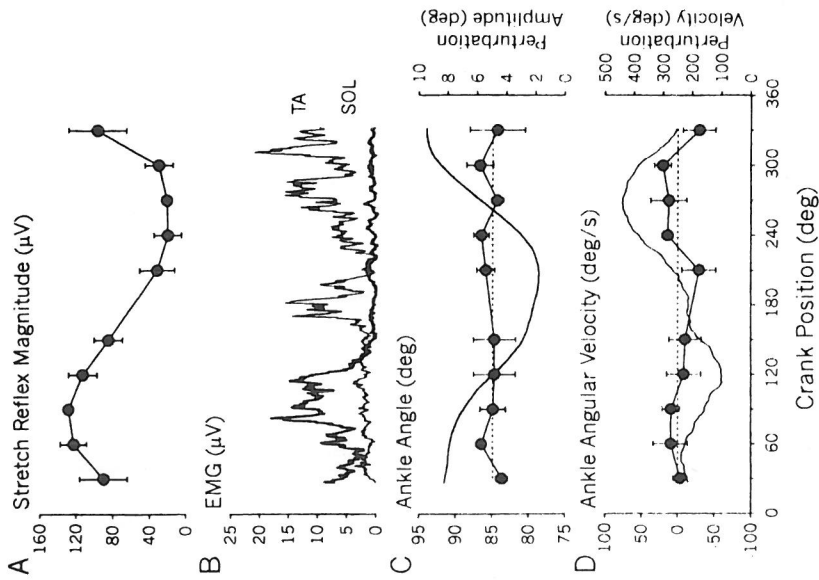 A
Stretch Reflex Magnitude (µV)
160
120
80
40
0
B
EMG (µV)
TA
SOL
25
20
15
10
5
0
C
Ankle Angle (deg)
Perturbation
Amplitude (deg)
95
90
85
80
75
10
8
6
4
2
0
D
Ankle Angular Velocity (deg/s)
Perturbation
Velocity (deg/s)
100
0
-100
500
400
300
200
100
0
0 60 120 180 240 300 360
Crank Position (deg)